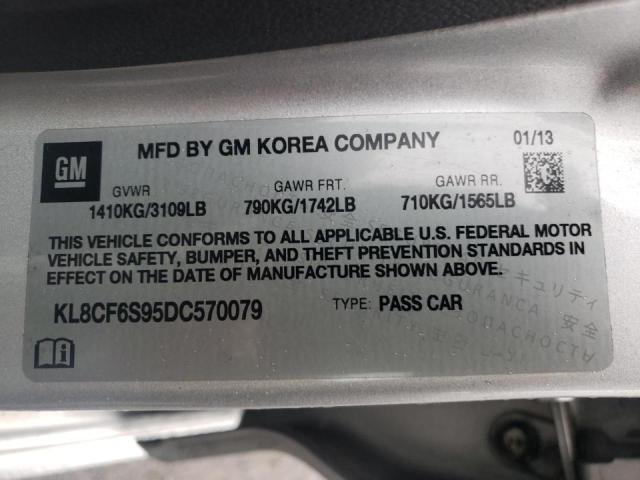 GM
MFD BY GM KOREA COMPANY
01/13
GVWR
GAWR FRT.
GAWR RR.
1410KG/3109LB
790KG/1742LB
710KG/1565LB
THIS VEHICLE CONFORMS TO ALL APPLICABLE U.S. FEDERAL MOTOR
VEHICLE SAFETY, BUMPER, AND THEFT PREVENTION STANDARDS IN
EFFECT ON THE DATE OF MANUFACTURE SHOWN ABOVE.
KL8CF6S95DC570079
TYPE: PASS CAR